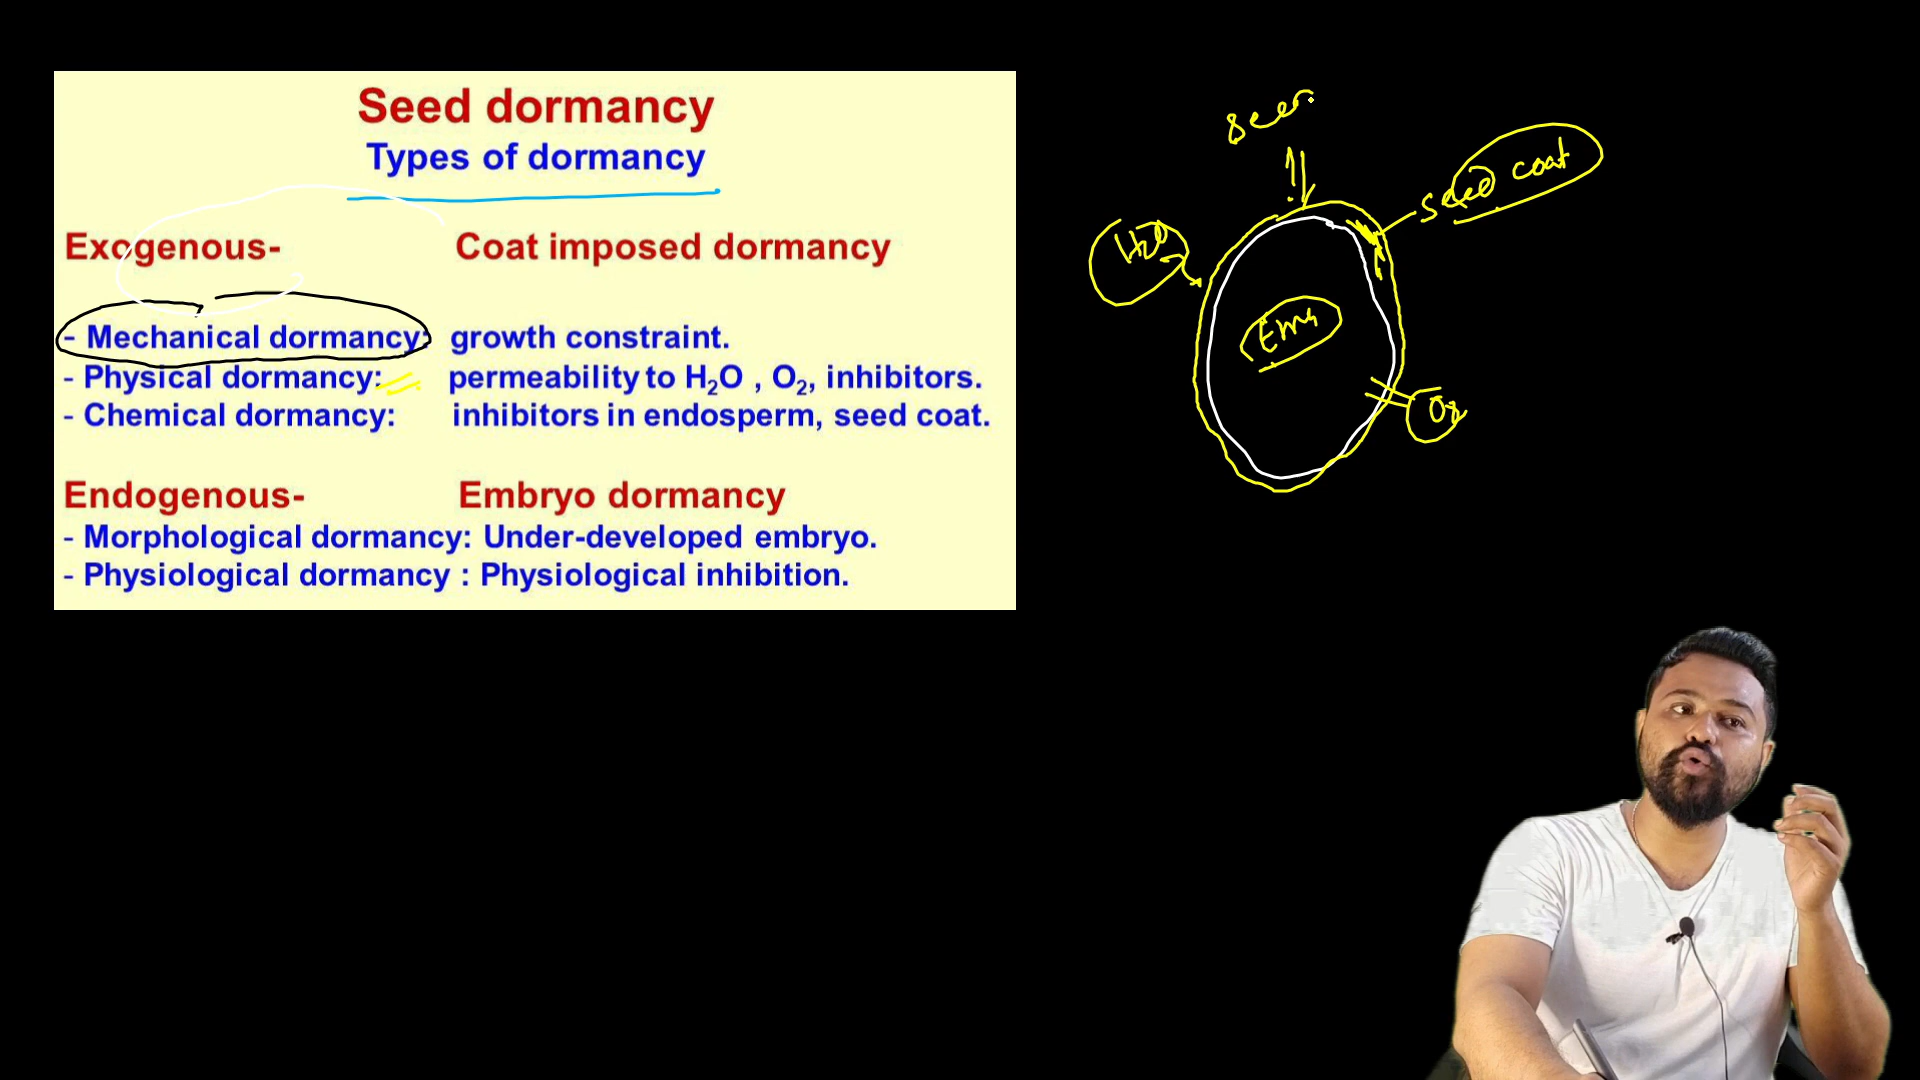 Seed dormancy
Types of dormancy
Exogenous- Coat imposed dormancy
- Mechanical dormancy: growth constraint.
- Physical dormancy: permeability to H₂O , O₂, inhibitors.
- Chemical dormancy: inhibitors in endosperm, seed coat.
Endogenous- Embryo dormancy
- Morphological dormancy: Under-developed embryo.
- Physiological dormancy : Physiological inhibition.
Seed coat
H₂O
O₂